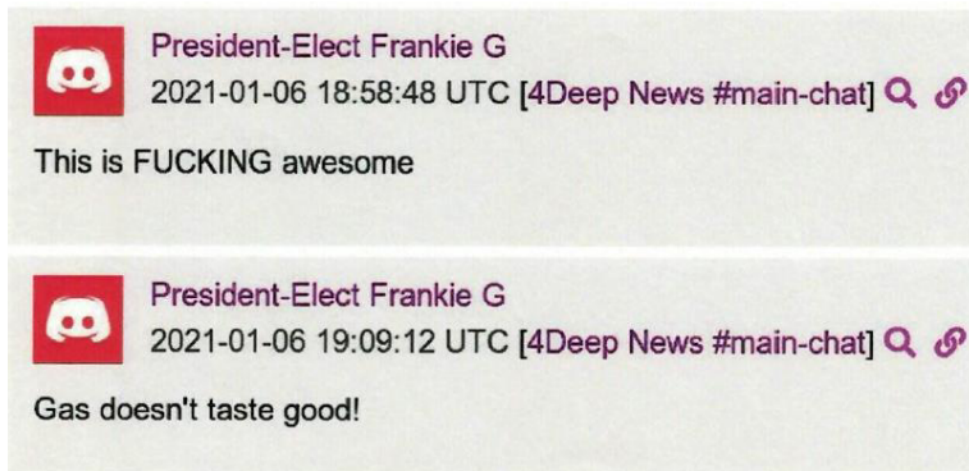 President-Elect Frankie G
2021-01-06 18:58:48 UTC [4Deep News #main-chat]
This is FUCKING awesome
President-Elect Frankie G
2021-01-06 19:09:12 UTC [4Deep News #main-chat]
Gas doesn't taste good!